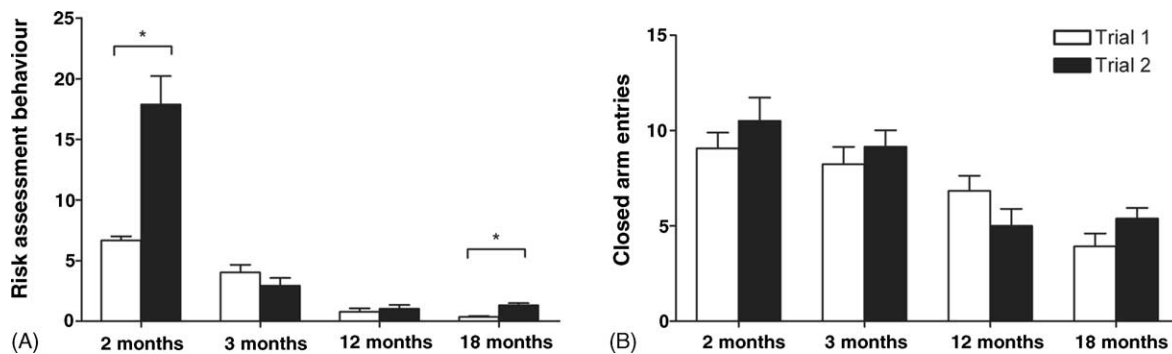 25
20
15
10
5
0
Risk assessment behaviour
*
*
(A)
2 months
3 months
12 months
18 months
15
10
5
0
Closed arm entries
Trial 1
Trial 2
(B)
2 months
3 months
12 months
18 months